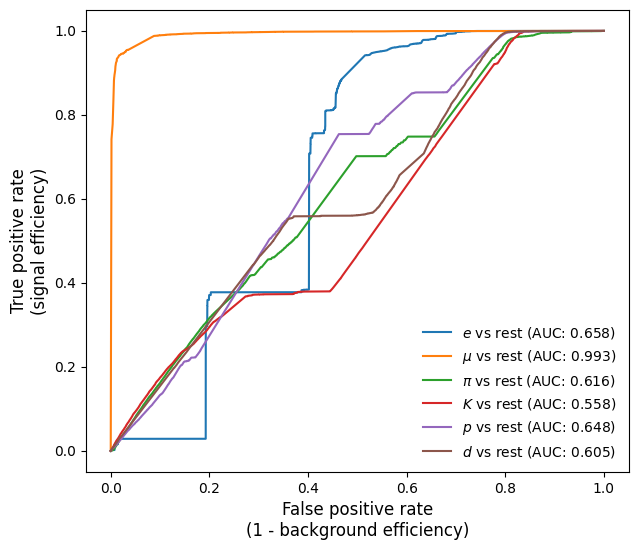 1.0
0.8
0.6
0.4
0.2
0.0
True positive rate
(signal efficiency)
e vs rest (AUC: 0.658)
μ vs rest (AUC: 0.993)
π vs rest (AUC: 0.616)
K vs rest (AUC: 0.558)
p vs rest (AUC: 0.648)
d vs rest (AUC: 0.605)
0.0 0.2 0.4 0.6 0.8 1.0
False positive rate
(1 - background efficiency)